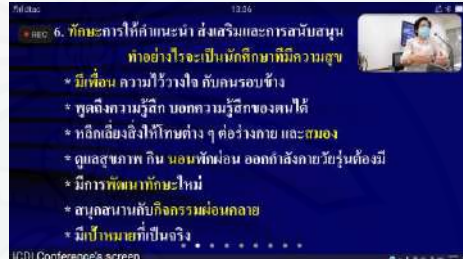 13:36
REC 6. ทักษะการให้คำแนะนำ ส่งเสริมและการสนับสนุน
ทำอย่างไรจะเป็นนักศึกษาที่มีความสุข
* มีเพื่อน ความไว้วางใจ กับคนรอบข้าง
* พูดถึงความรู้สึก บอกความรู้สึกของตนได้
* หลีกเลี่ยงสิ่งให้โทษต่าง ๆ ต่อร่างกาย และสมอง
* ดูแลสุขภาพ กิน นอนพักผ่อน ออกกำลังกายวัยรุ่นต้องมี
* มีการพัฒนาทักษะใหม่
* สนุกสนานกับกิจกรรมผ่อนคลาย
* มีเป้าหมายที่เป็นจริง
Conference's screen